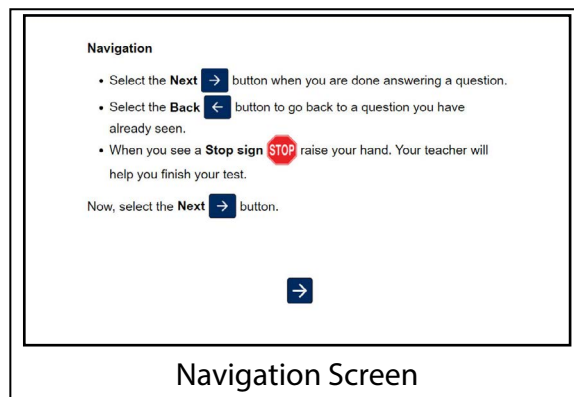 Navigation
• Select the Next → button when you are done answering a question.
• Select the Back ← button to go back to a question you have
already seen.
• When you see a Stop sign STOP raise your hand. Your teacher will
help you finish your test.
Now, select the Next → button.
→
Navigation Screen